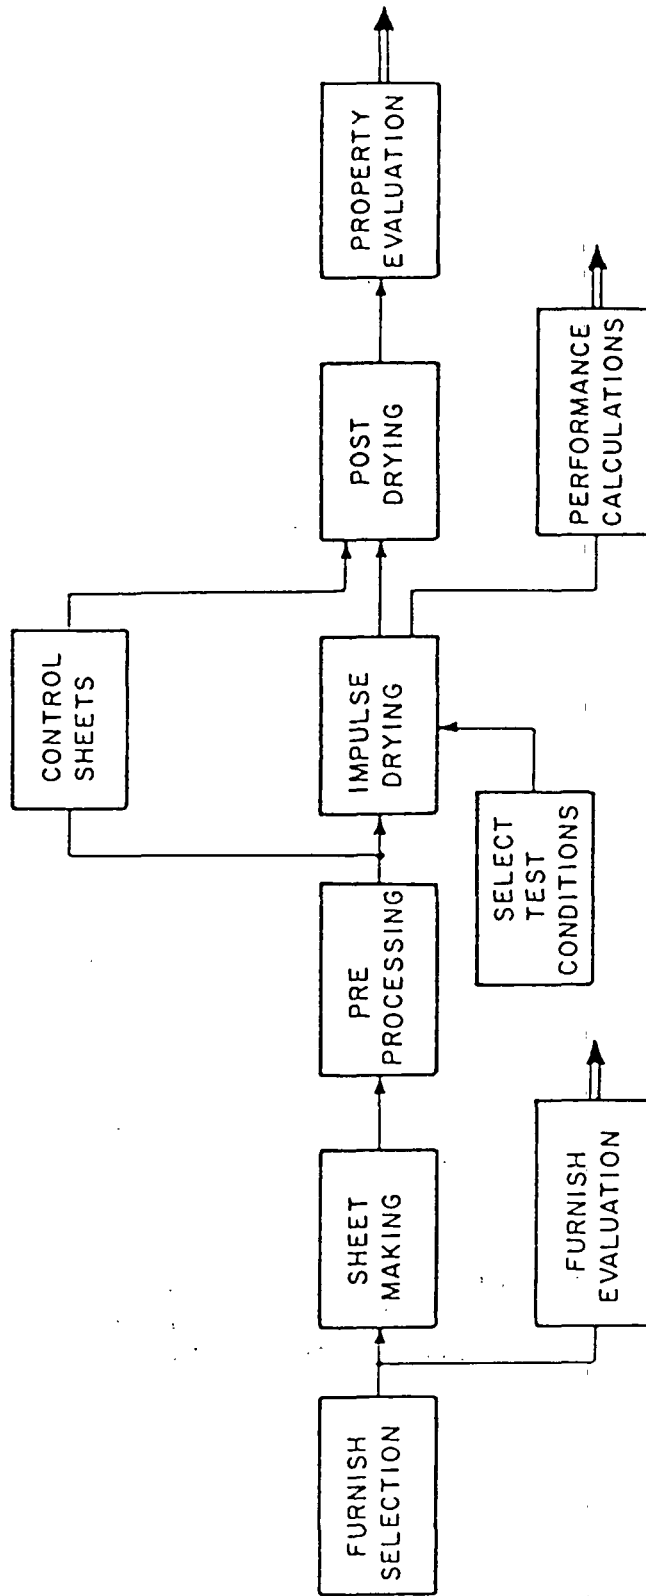 FURNISH
SELECTION
SHEET
MAKING
PRE
PROCESSING
IMPULSE
DRYING
POST
DRYING
PROPERTY
EVALUATION
CONTROL
SHEETS
FURNISH
EVALUATION
SELECT
TEST
CONDITIONS
PERFORMANCE
CALCULATIONS